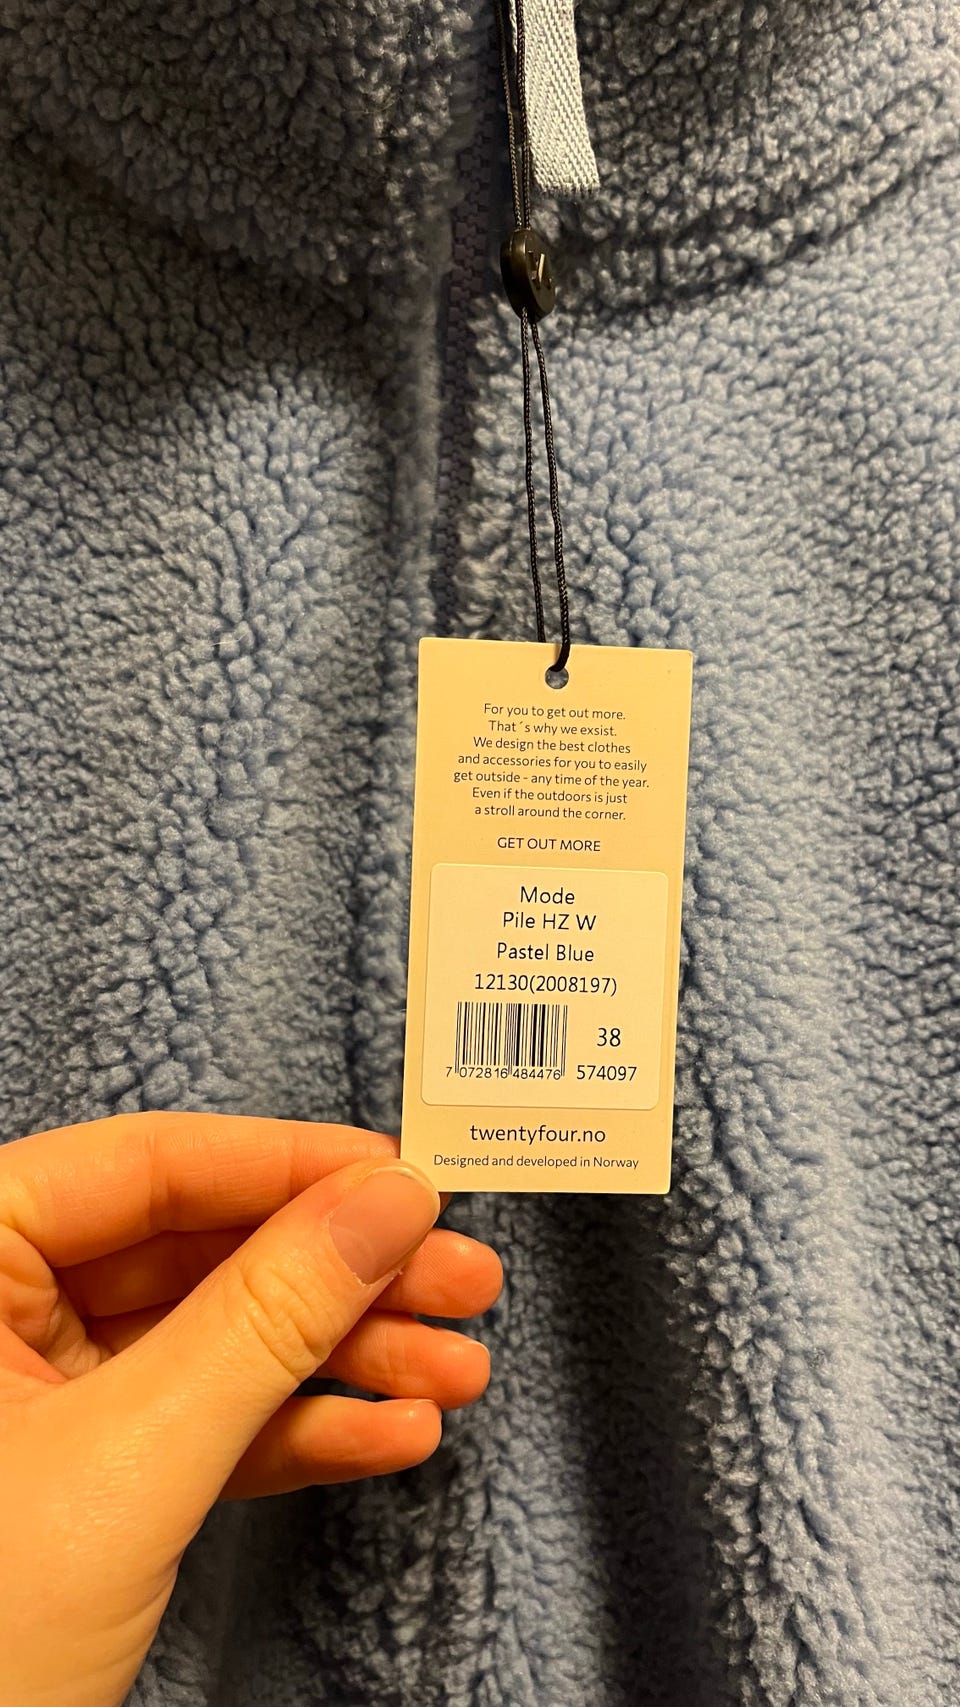 For you to get out more.
That´s why we exsist.
We design the best clothes
and accessories for you to easily
get outside - any time of the year.
Even if the outdoors is just
a stroll around the corner.
GET OUT MORE
Mode
Pile HZ W
Pastel Blue
12130(2008197)
38
7 072816 484476 574097
twentyfour.no
Designed and developed in Norway